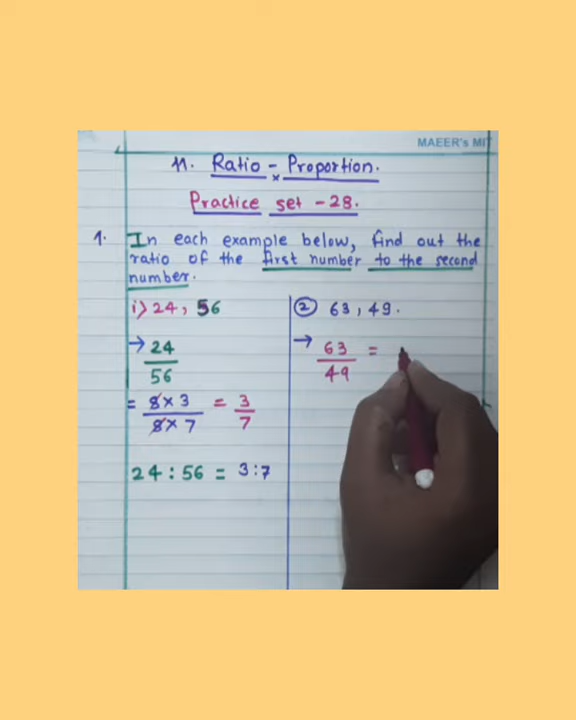 MAEER's MIT
11. Ratio - Proportion.
Practice set - 28.
1. In each example below, find out the
ratio of the first number to the second
number.
i) 24, 56
→ 24
56
= 8 × 3 = 3
8 × 7 7
24 : 56 = 3:7
② 63, 49.
→ 63 =
49